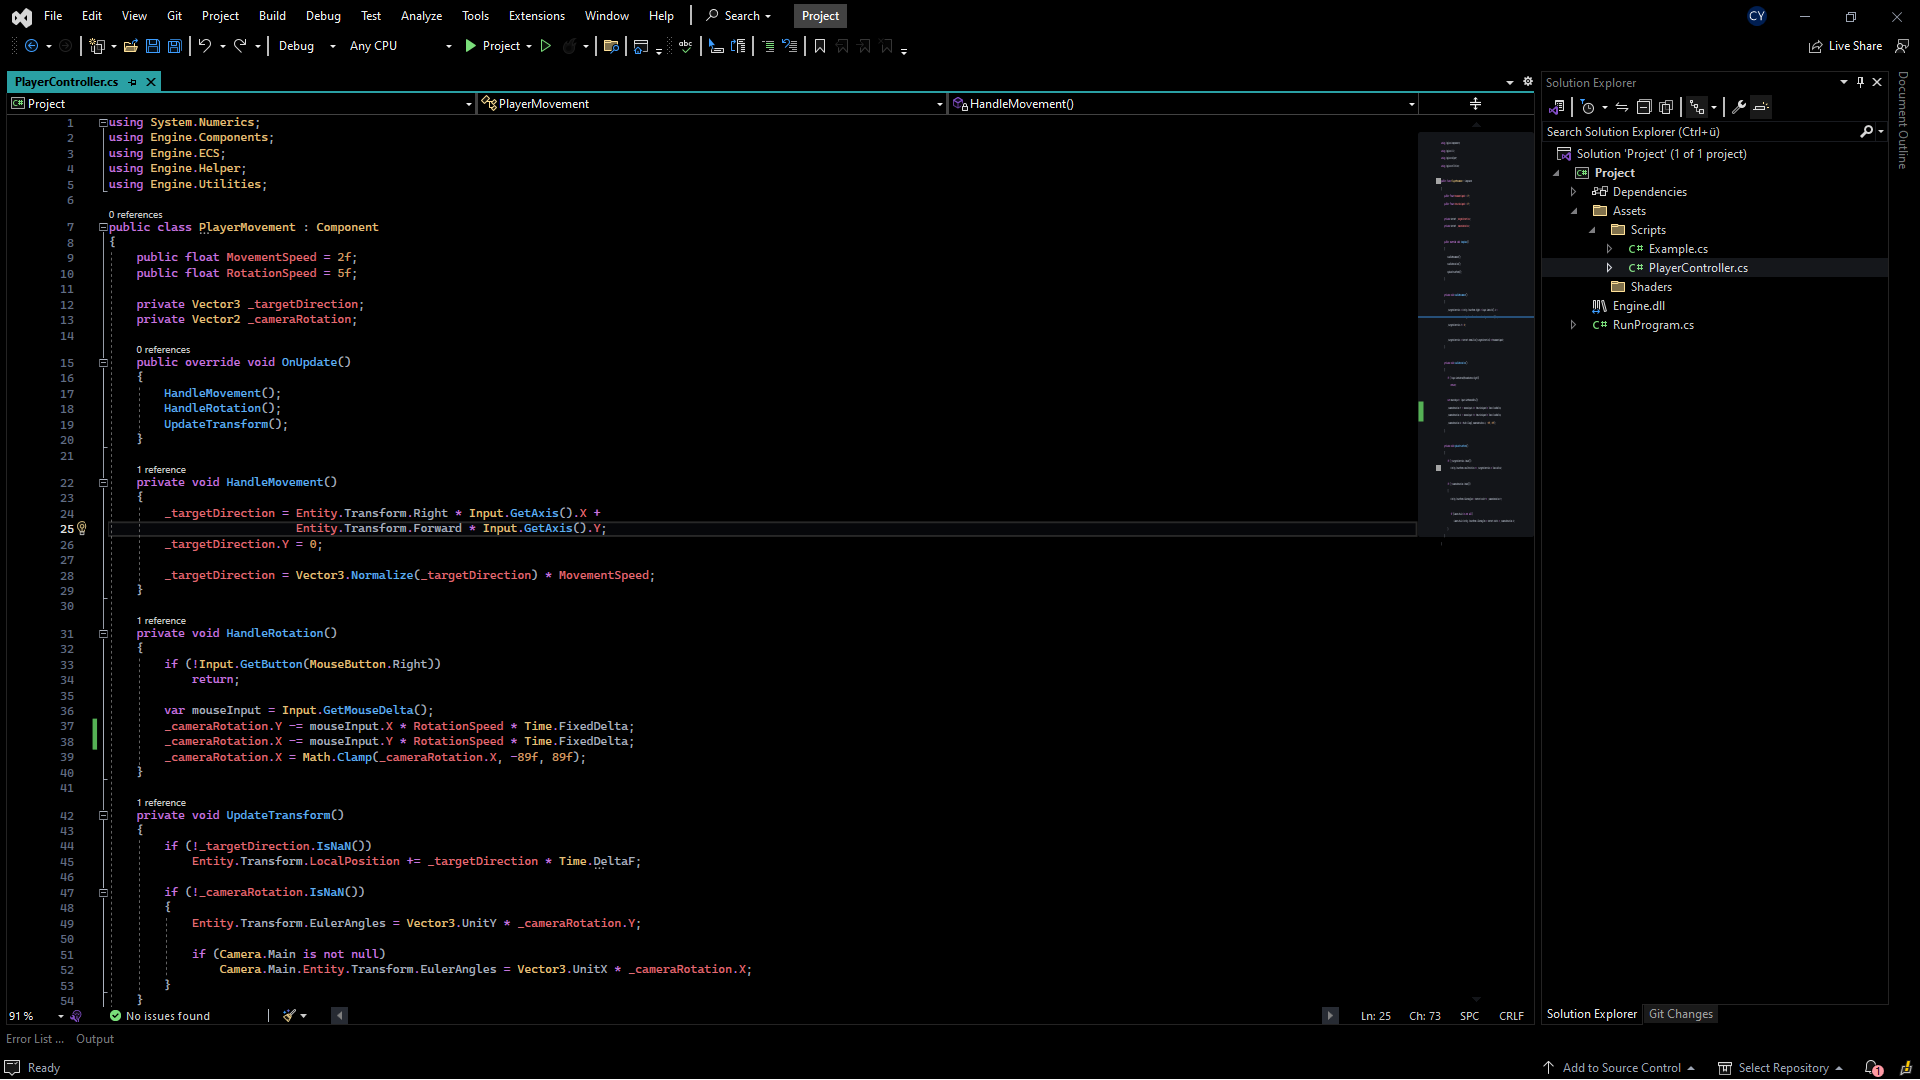 File Edit View Git Project Build Debug Test Analyze Tools Extensions Window Help Search Project CY
Debug Any CPU Project Live Share
PlayerController.cs
Project PlayerMovement HandleMovement()
1 using System.Numerics;
2 using Engine.Components;
3 using Engine.ECS;
4 using Engine.Helper;
5 using Engine.Utilities;
6
0 references
7 public class PlayerMovement : Component
8 {
9 public float MovementSpeed = 2f;
10 public float RotationSpeed = 5f;
11
12 private Vector3 _targetDirection;
13 private Vector2 _cameraRotation;
14
0 references
15 public override void OnUpdate()
16 {
17 HandleMovement();
18 HandleRotation();
19 UpdateTransform();
20 }
21
1 reference
22 private void HandleMovement()
23 {
24 _targetDirection = Entity.Transform.Right * Input.GetAxis().X +
25 Entity.Transform.Forward * Input.GetAxis().Y;
26 _targetDirection.Y = 0;
27
28 _targetDirection = Vector3.Normalize(_targetDirection) * MovementSpeed;
29 }
30
1 reference
31 private void HandleRotation()
32 {
33 if (!Input.GetButton(MouseButton.Right))
34 return;
35
36 var mouseInput = Input.GetMouseDelta();
37 _cameraRotation.Y -= mouseInput.X * RotationSpeed * Time.FixedDelta;
38 _cameraRotation.X -= mouseInput.Y * RotationSpeed * Time.FixedDelta;
39 _cameraRotation.X = Math.Clamp(_cameraRotation.X, -89f, 89f);
40 }
41
1 reference
42 private void UpdateTransform()
43 {
44 if (!_targetDirection.IsNaN())
45 Entity.Transform.LocalPosition += _targetDirection * Time.DeltaF;
46
47 if (!_cameraRotation.IsNaN())
48 {
49 Entity.Transform.EulerAngles = Vector3.UnitY * _cameraRotation.Y;
50
51 if (Camera.Main is not null)
52 Camera.Main.Entity.Transform.EulerAngles = Vector3.UnitX * _cameraRotation.X;
53 }
54 }
91 % No issues found Ln: 25 Ch: 73 SPC CRLF
Error List ... Output
Ready
Solution Explorer
Search Solution Explorer (Ctrl+ü)
Solution 'Project' (1 of 1 project)
C# Project
Dependencies
Assets
Scripts
C# Example.cs
C# PlayerController.cs
Shaders
Engine.dll
C# RunProgram.cs
Solution Explorer Git Changes
Document Outline
Add to Source Control Select Repository 1